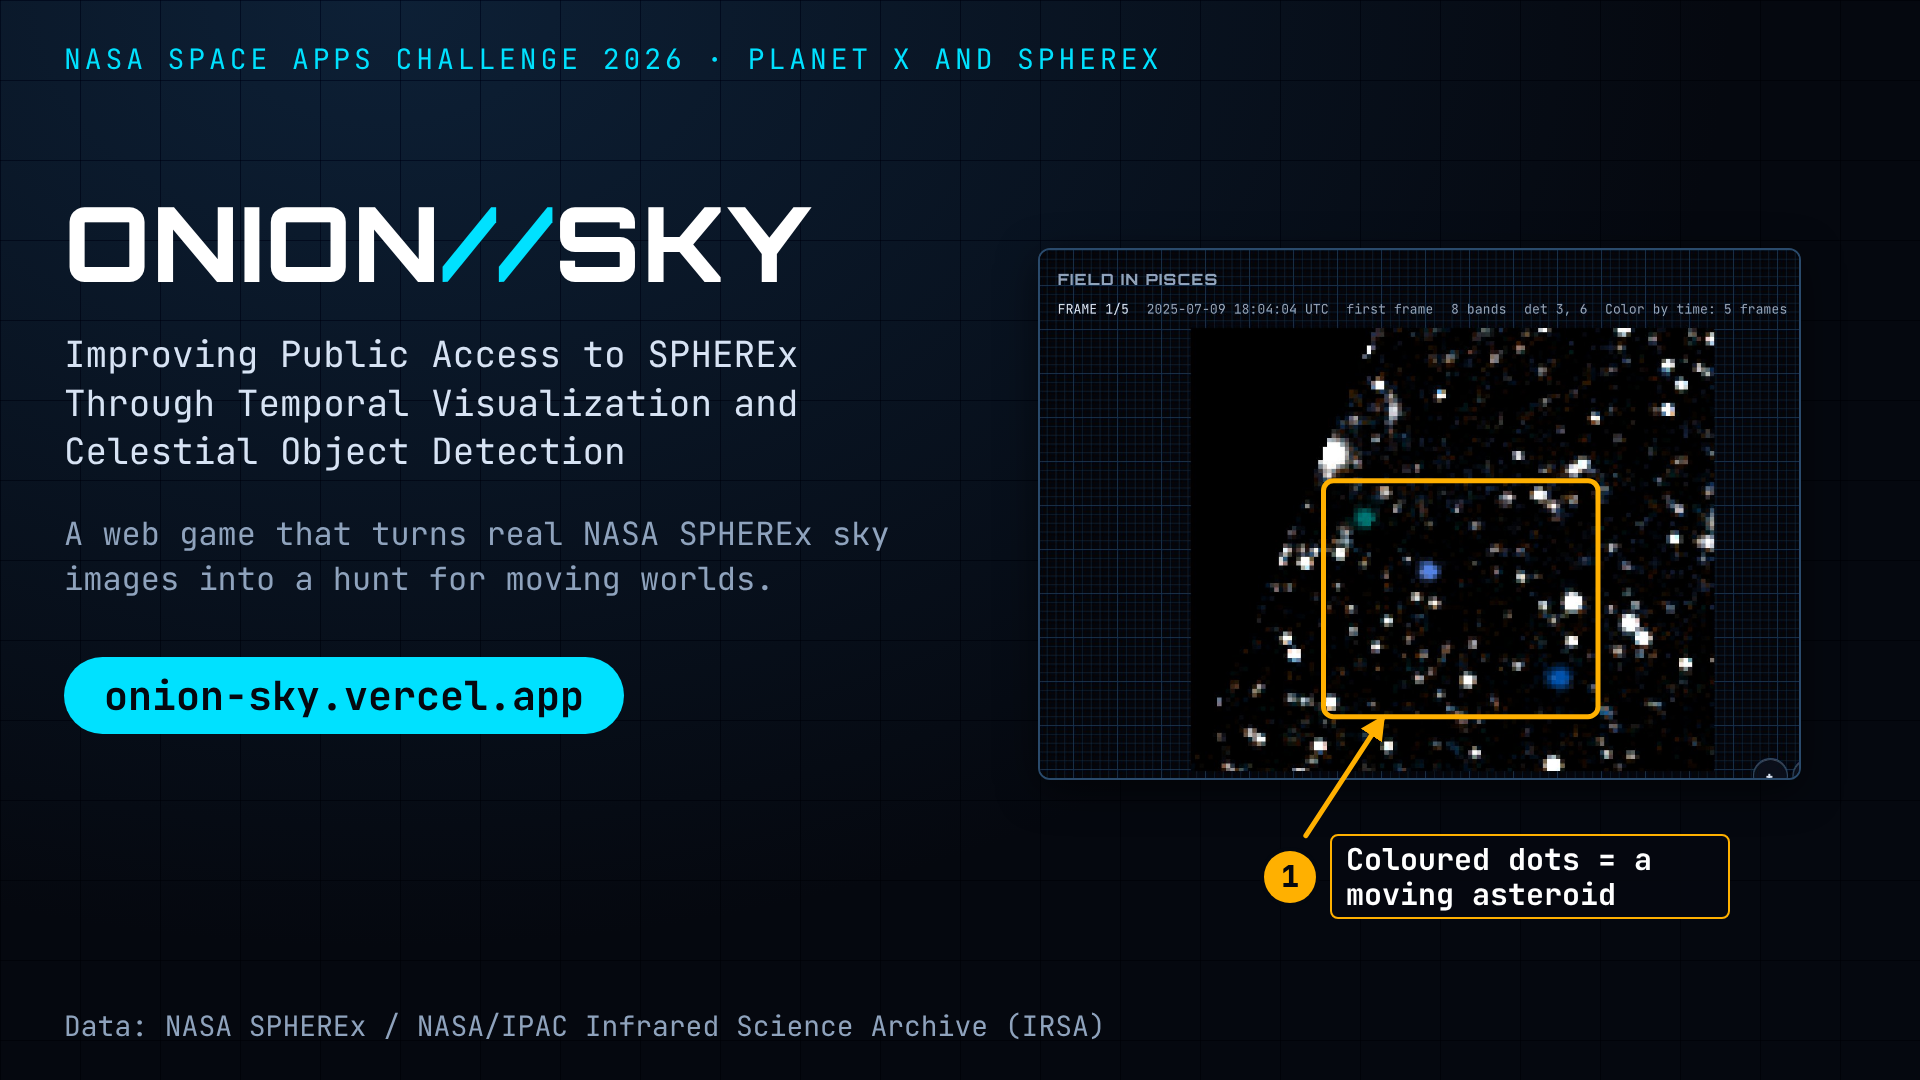 NASA SPACE APPS CHALLENGE 2026 · PLANET X AND SPHEREX
ONION//SKY
Improving Public Access to SPHEREx
Through Temporal Visualization and
Celestial Object Detection
A web game that turns real NASA SPHEREx sky
images into a hunt for moving worlds.
onion-sky.vercel.app
FIELD IN PISCES
FRAME 1/5 2025-07-09 18:04:04 UTC first frame 8 bands det 3, 6 Color by time: 5 frames
1
Coloured dots = a
moving asteroid
Data: NASA SPHEREx / NASA/IPAC Infrared Science Archive (IRSA)